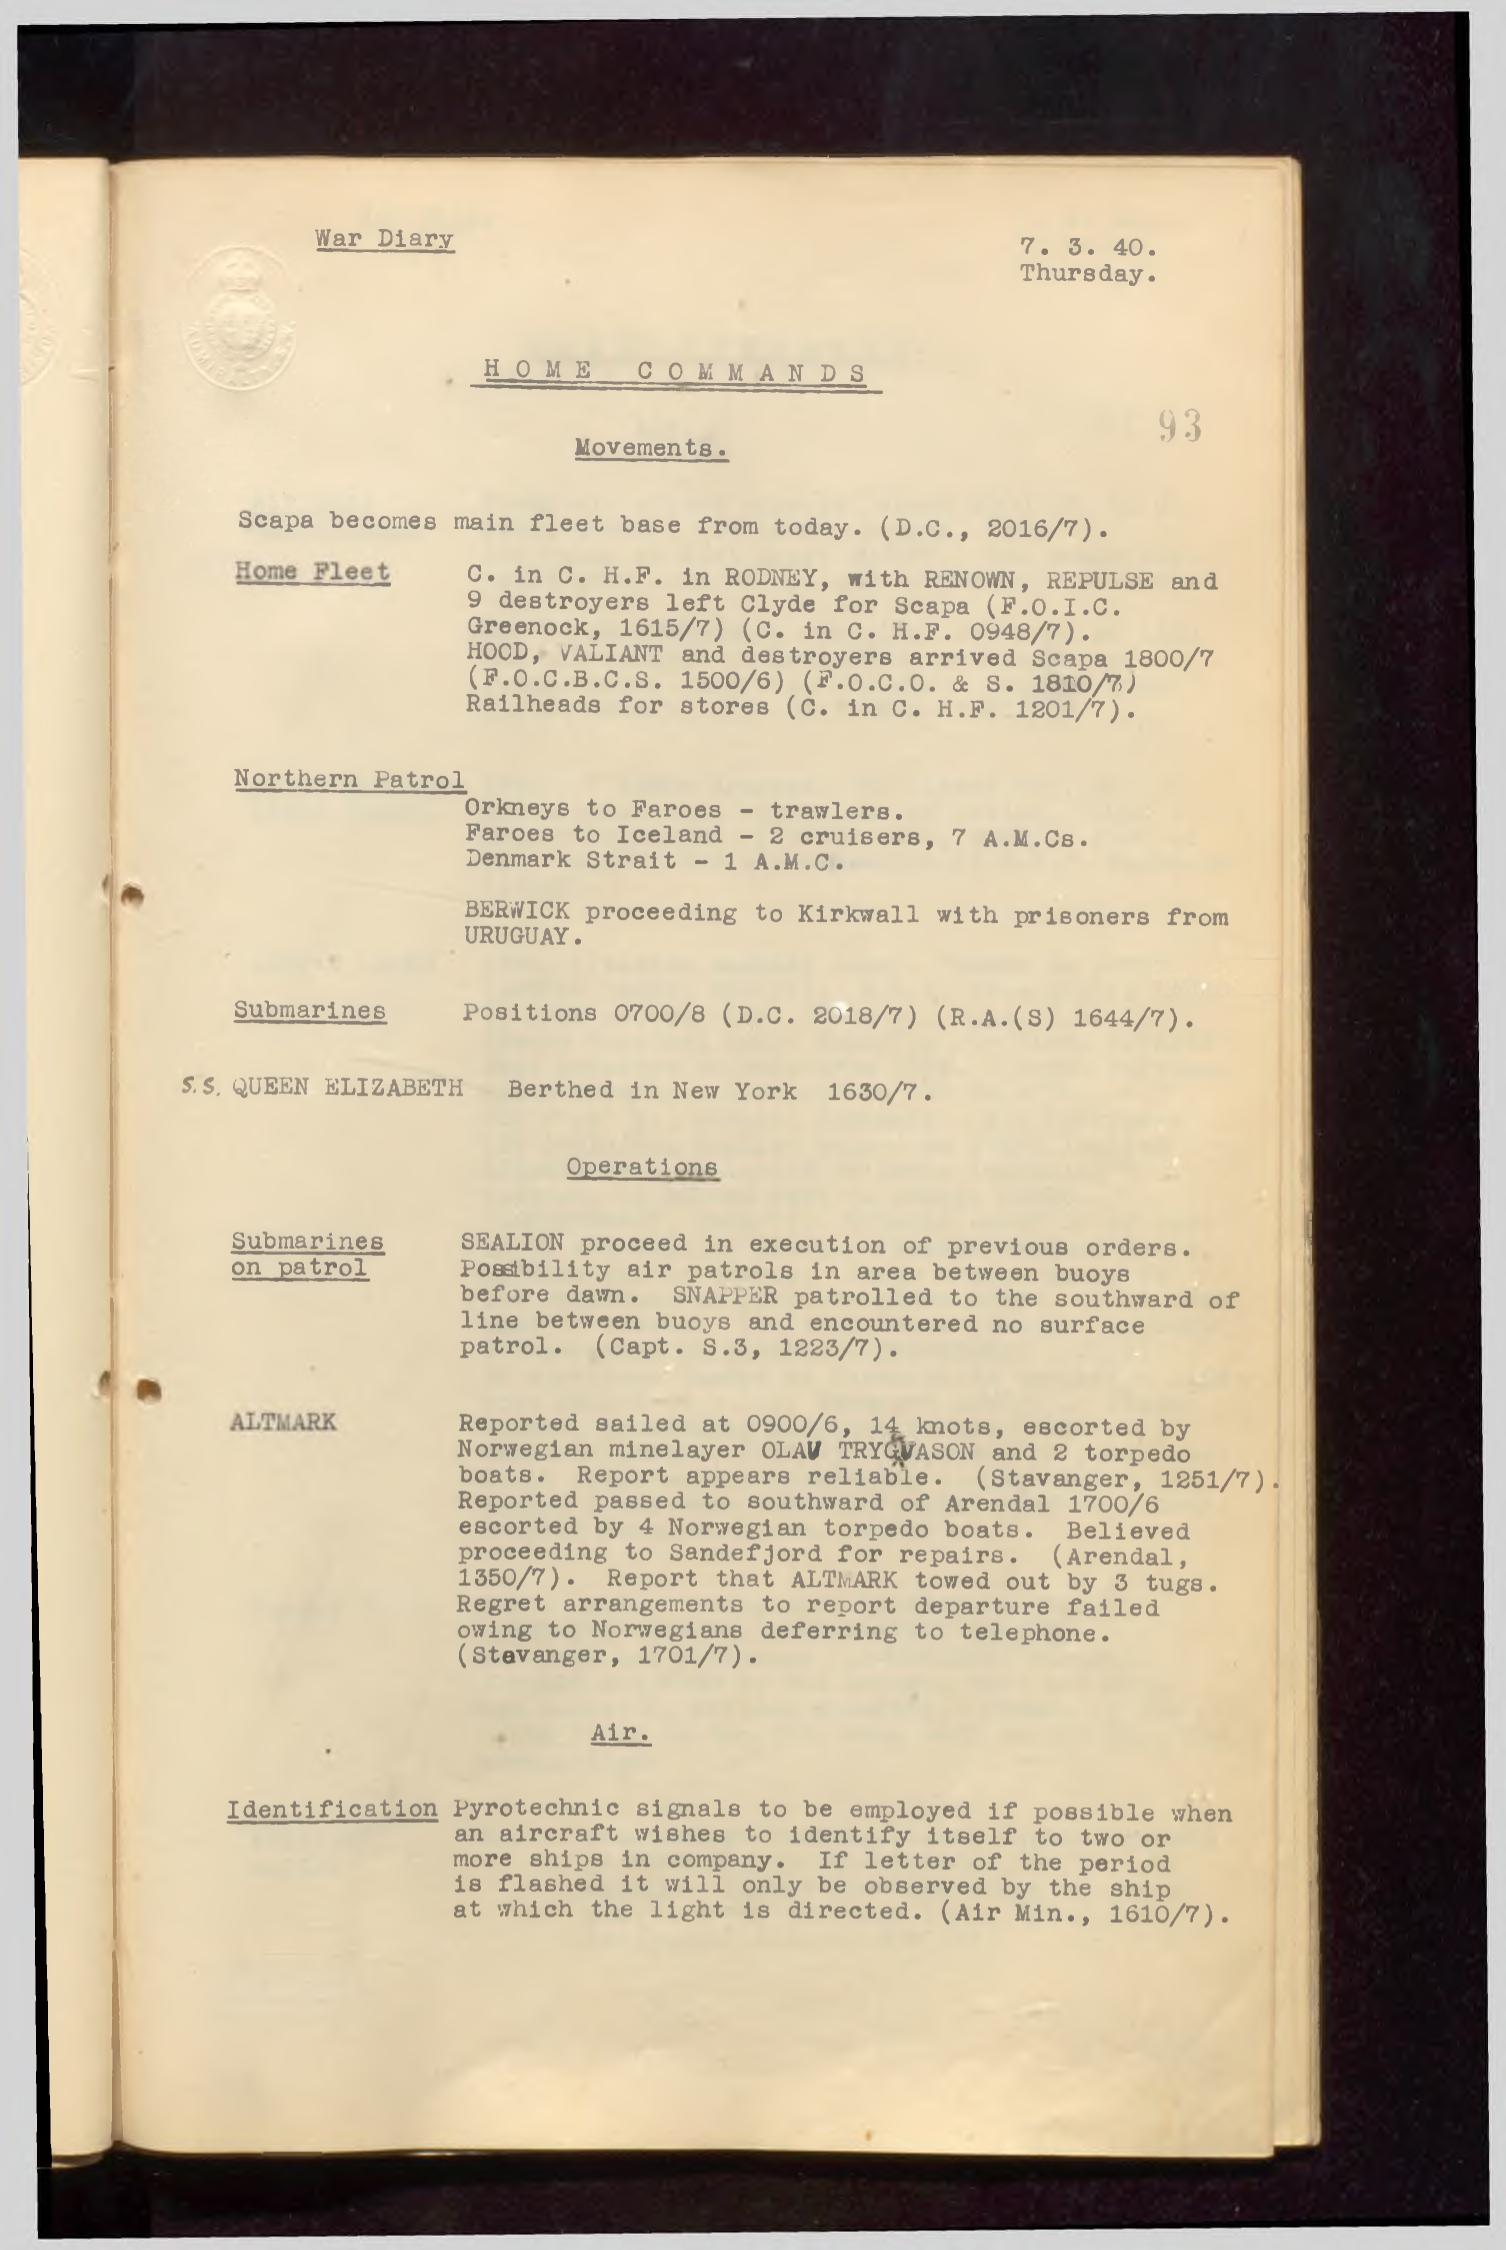 War Diary
7. 3. 40.
Thursday.
HOME COMMANDS
93
Movements.
Scapa becomes main fleet base from today. (D.C., 2016/7).
Home Fleet C. in C. H.F. in RODNEY, with RENOWN, REPULSE and
9 destroyers left Clyde for Scapa (F.O.I.C.
Greenock, 1615/7) (C. in C. H.F. 0948/7).
HOOD, VALIANT and destroyers arrived Scapa 1800/7
(F.O.C.B.C.S. 1500/6) (F.O.C.O. & S. 1810/7)
Railheads for stores (C. in C. H.F. 1201/7).
Northern Patrol
Orkneys to Faroes - trawlers.
Faroes to Iceland - 2 cruisers, 7 A.M.Cs.
Denmark Strait - 1 A.M.C.
BERWICK proceeding to Kirkwall with prisoners from
URUGUAY.
Submarines Positions 0700/8 (D.C. 2018/7) (R.A.(S) 1644/7).
S.S. QUEEN ELIZABETH Berthed in New York 1630/7.
Operations
Submarines SEALION proceed in execution of previous orders.
on patrol Possibility air patrols in area between buoys
before dawn. SNAPPER patrolled to the southward of
line between buoys and encountered no surface
patrol. (Capt. S.3, 1223/7).
ALTMARK Reported sailed at 0900/6, 14 knots, escorted by
Norwegian minelayer OLAV TRYGVASON and 2 torpedo
boats. Report appears reliable. (Stavanger, 1251/7).
Reported passed to southward of Arendal 1700/6
escorted by 4 Norwegian torpedo boats. Believed
proceeding to Sandefjord for repairs. (Arendal,
1350/7). Report that ALTMARK towed out by 3 tugs.
Regret arrangements to report departure failed
owing to Norwegians deferring to telephone.
(Stavanger, 1701/7).
Air.
Identification Pyrotechnic signals to be employed if possible when
an aircraft wishes to identify itself to two or
more ships in company. If letter of the period
is flashed it will only be observed by the ship
at which the light is directed. (Air Min., 1610/7).